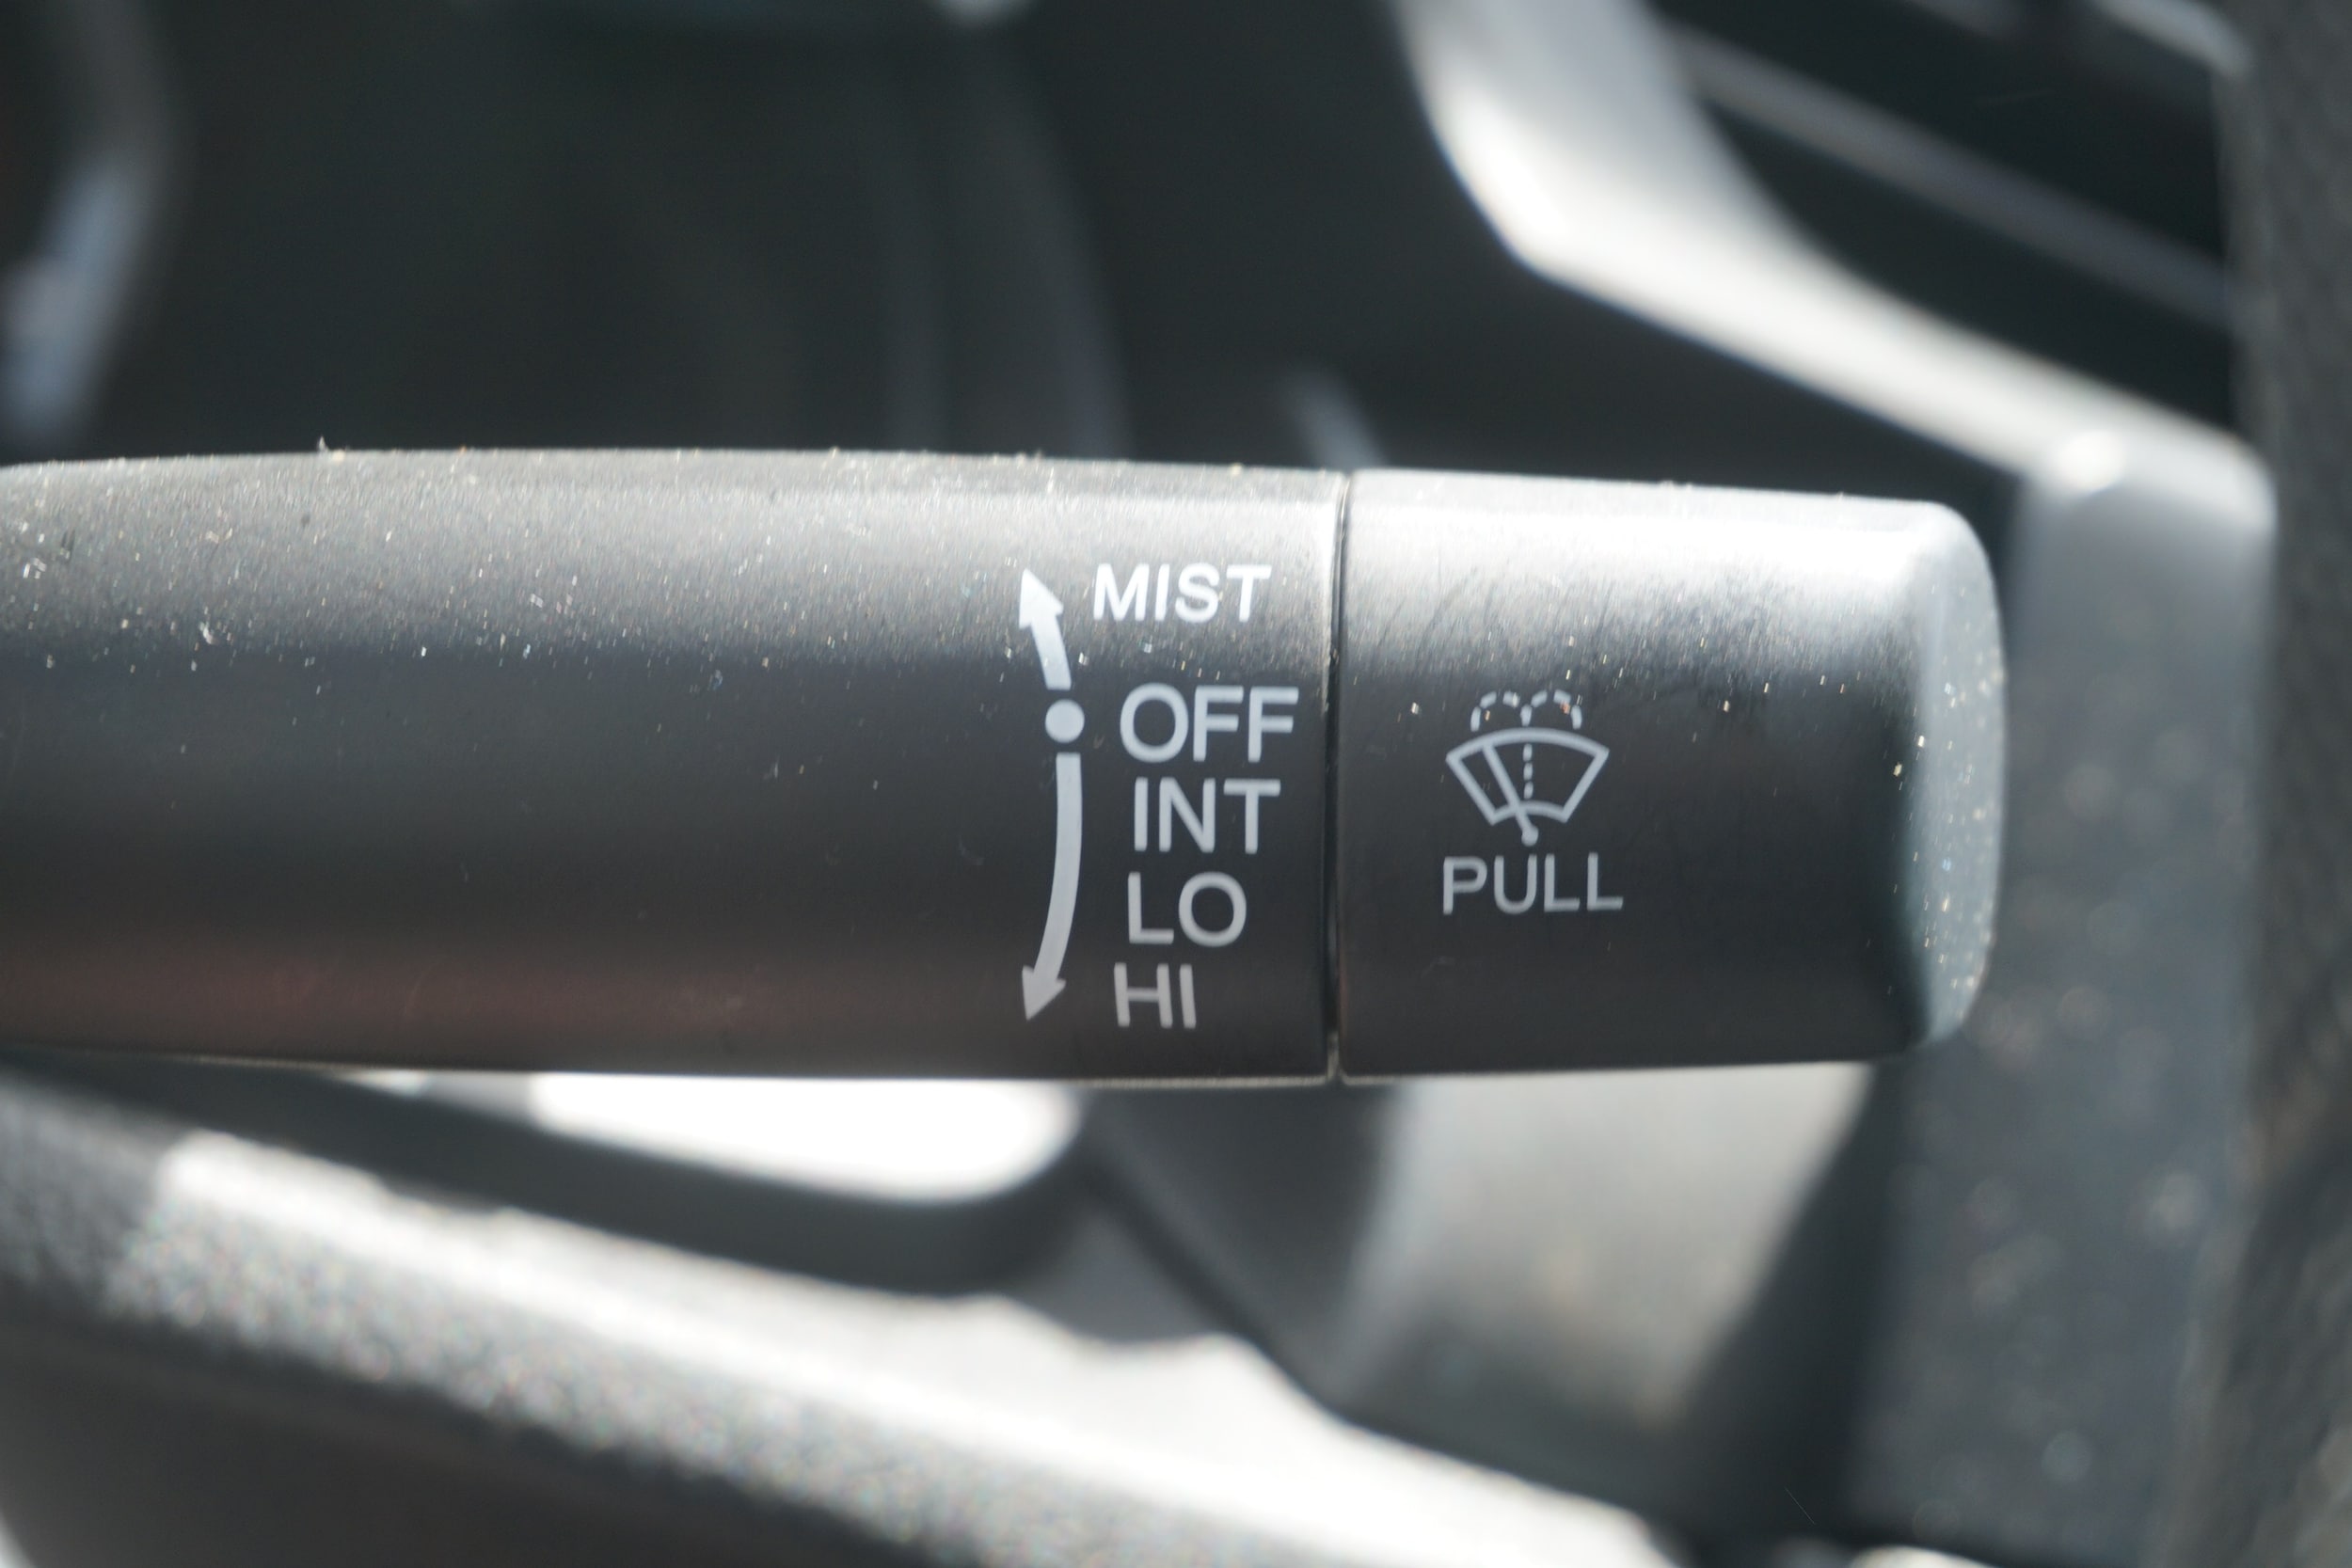 MIST
OFF
INT
LO
HI
PULL